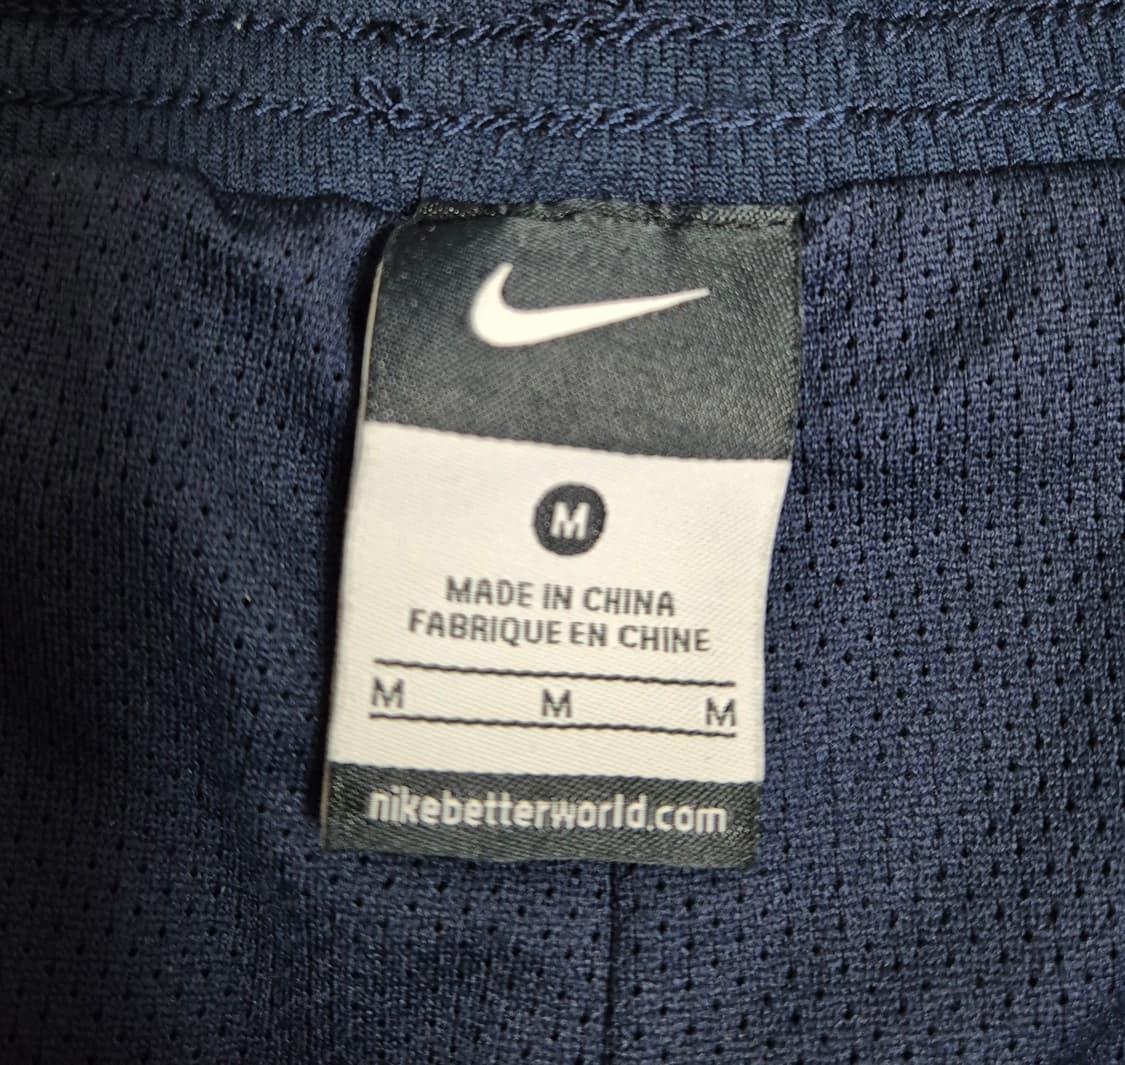 M
MADE IN CHINA
FABRIQUE EN CHINE
M M M
nikebetterworld.com